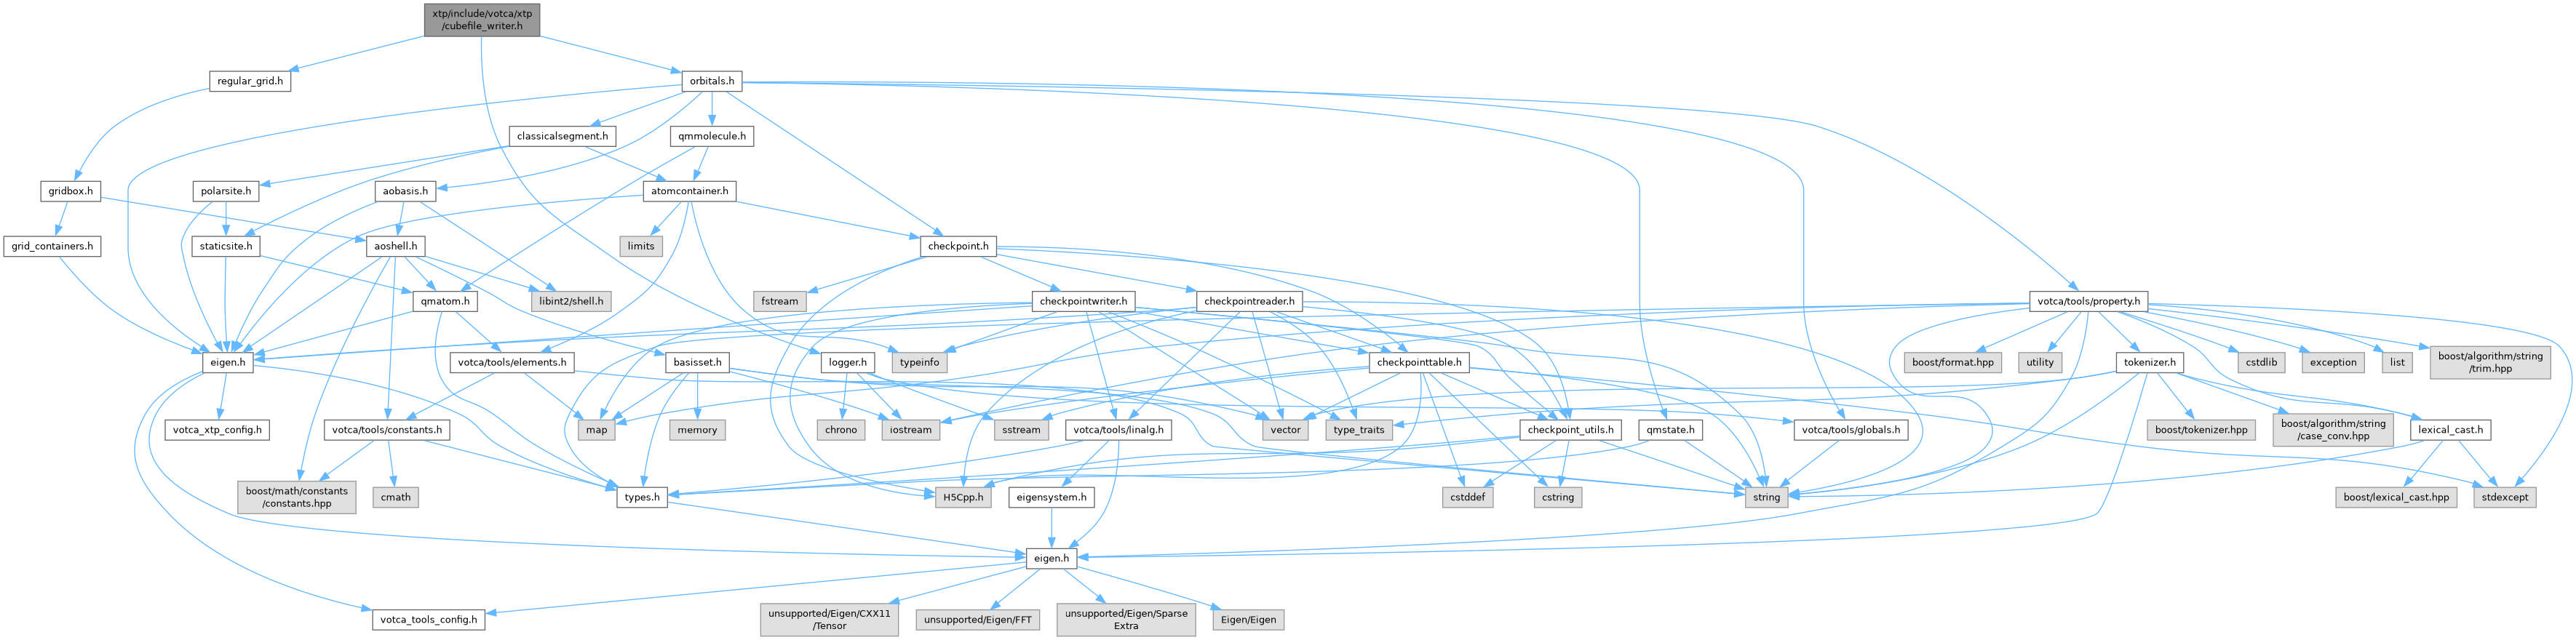 xtp/include/votca/xtp
/cubefile_writer.h
regular_grid.h
orbitals.h
classicalsegment.h
qmmolecule.h
gridbox.h
polarsite.h
aobasis.h
atomcontainer.h
grid_containers.h
staticsite.h
aoshell.h
limits
checkpoint.h
qmatom.h
libint2/shell.h
fstream
checkpointwriter.h
checkpointreader.h
votca/tools/property.h
eigen.h
votca/tools/elements.h
basisset.h
logger.h
typeinfo
checkpointtable.h
boost/format.hpp
utility
tokenizer.h
cstdlib
exception
list
boost/algorithm/string
/trim.hpp
votca_xtp_config.h
votca/tools/constants.h
map
memory
chrono
iostream
sstream
votca/tools/linalg.h
vector
type_traits
checkpoint_utils.h
qmstate.h
votca/tools/globals.h
boost/tokenizer.hpp
boost/algorithm/string
/case_conv.hpp
lexical_cast.h
boost/math/constants
/constants.hpp
cmath
types.h
H5Cpp.h
eigensystem.h
cstddef
cstring
string
boost/lexical_cast.hpp
stdexcept
eigen.h
votca_tools_config.h
unsupported/Eigen/CXX11
/Tensor
unsupported/Eigen/FFT
unsupported/Eigen/Sparse
Extra
Eigen/Eigen